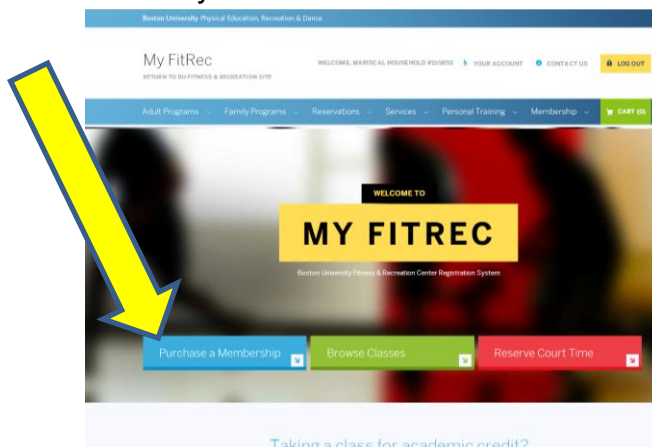 Boston University Physical Education, Recreation & Dance
My FitRec
RETURN TO BU FITNESS & RECREATION SITE
WELCOME, MARISCAL HOUSEHOLD
YOUR ACCOUNT
CONTACT US
LOG OUT
Adult Programs
Family Programs
Reservations
Services
Personal Training
Membership
CART (0)
WELCOME TO
MY FITREC
Boston University Fitness & Recreation Center Registration System
Purchase a Membership
Browse Classes
Reserve Court Time
Taking a class for academic credit?